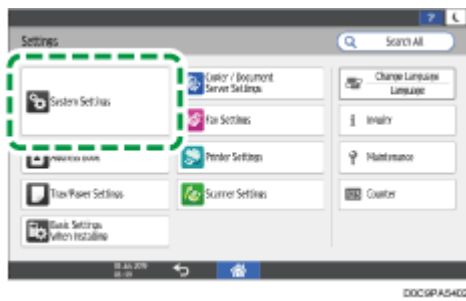 Settings
Search All
System Settings
Copier / Document
Server Settings
Change Language
Language
Fax Settings
Inquiry
Address Book
Printer Settings
Maintenance
Tray/Paper Settings
Scanner Settings
Counter
Basic Settings
When Installing
D0C9PA5402